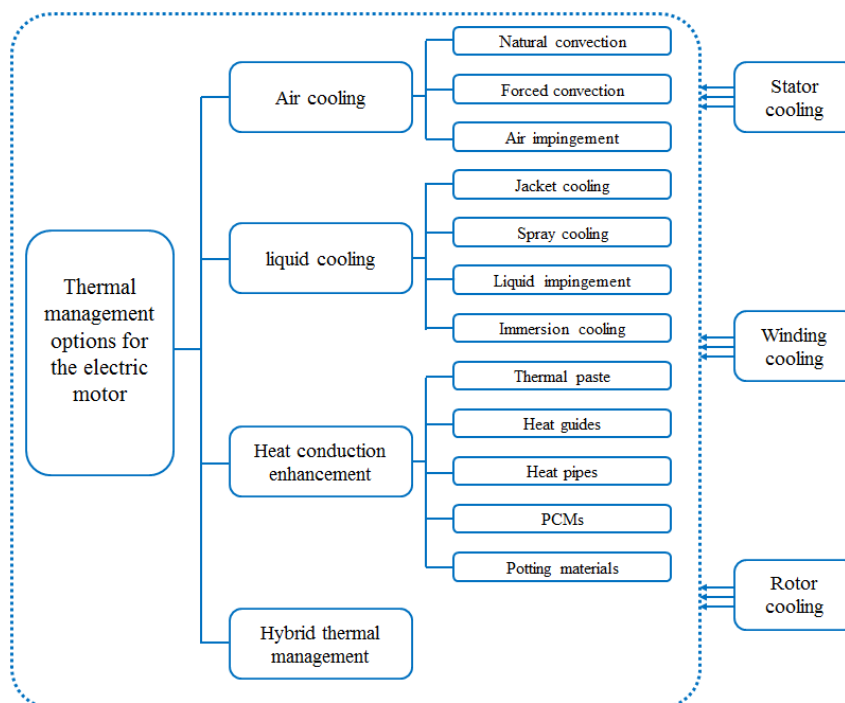 Thermal
management
options for
the electric
motor
Air cooling
Natural convection
Forced convection
Air impingement
liquid cooling
Jacket cooling
Spray cooling
Liquid impingement
Immersion cooling
Heat conduction
enhancement
Thermal paste
Heat guides
Heat pipes
PCMs
Potting materials
Hybrid thermal
management
Stator
cooling
Winding
cooling
Rotor
cooling